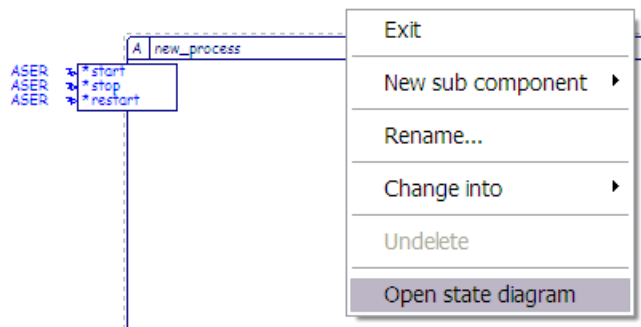 A new_process
ASER *start
ASER *stop
ASER *restart
Exit
New sub component
Rename...
Change into
Undelete
Open state diagram